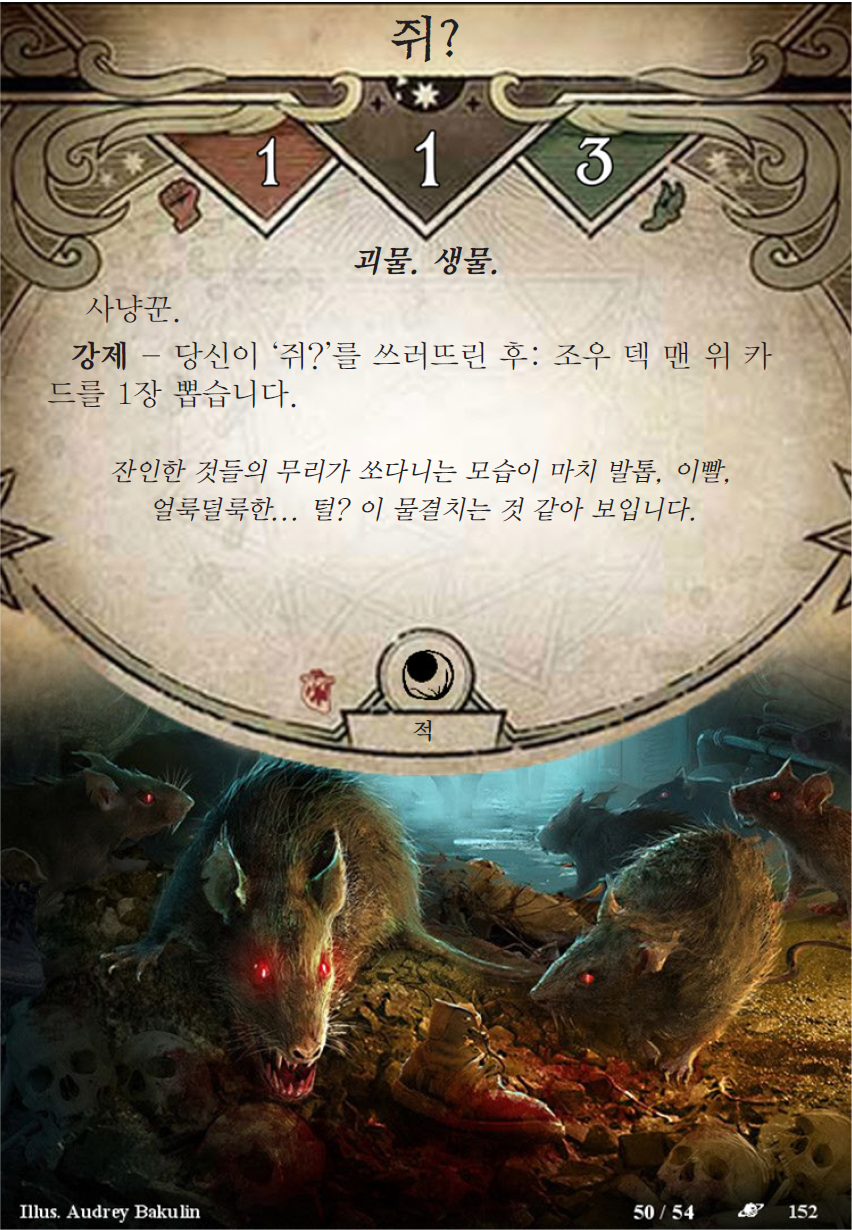 쥐?
1 1 3
괴물. 생물.
사냥꾼.
강제 – 당신이 ‘쥐?’를 쓰러뜨린 후: 조우 덱 맨 위 카
드를 1장 뽑습니다.
잔인한 것들의 무리가 쏘다니는 모습이 마치 발톱, 이빨,
얼룩덜룩한... 털? 이 물결치는 것 같아 보입니다.
적
Illus. Audrey Bakulin 50 / 54 152